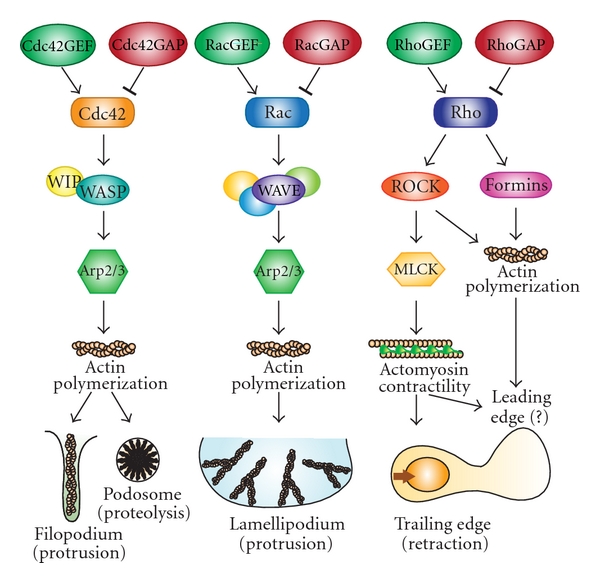 Cdc42GEF
Cdc42GAP
RacGEF
RacGAP
RhoGEF
RhoGAP
Cdc42
Rac
Rho
WIP
WASP
WAVE
ROCK
Formins
Arp2/3
Arp2/3
MLCK
Actin
polymerization
Actin
polymerization
Actin
polymerization
Actomyosin
contractility
Leading
edge (?)
Podosome
(proteolysis)
Filopodium
(protrusion)
Lamellipodium
(protrusion)
Trailing edge
(retraction)